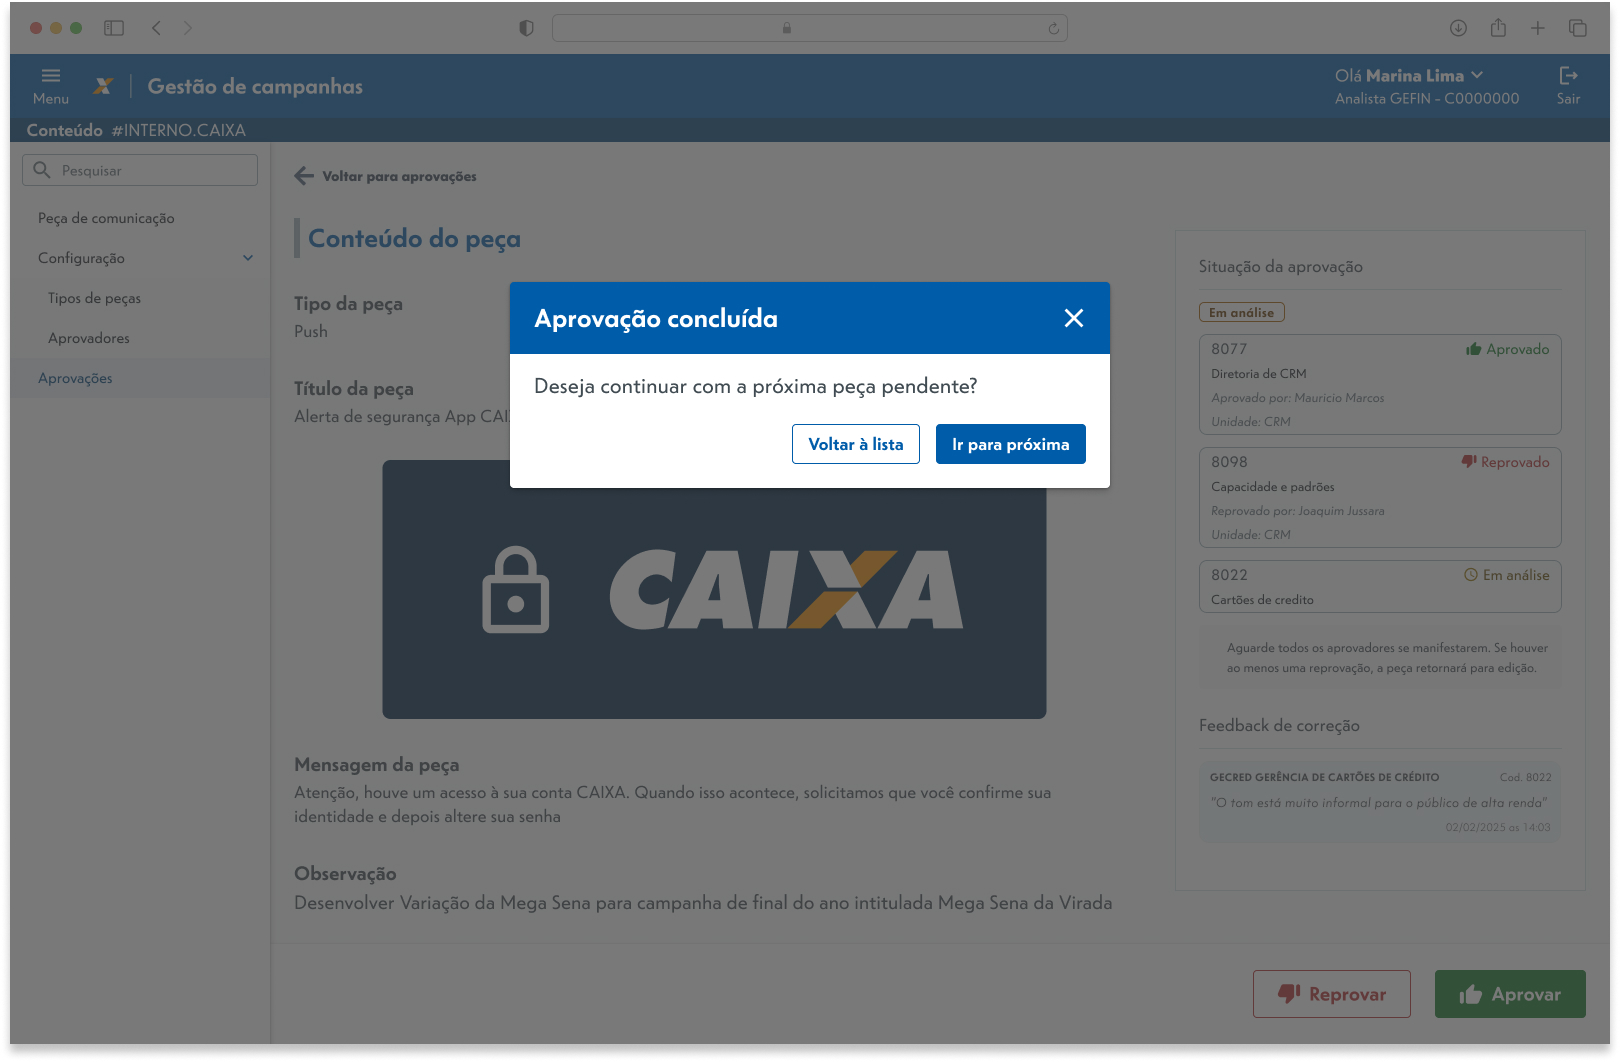 Menu
Gestão de campanhas
Olá Marina Lima
Analista GEFIN - C0000000
Sair
Conteúdo #INTERNO.CAIXA
Pesquisar
Peça de comunicação
Configuração
Tipos de peças
Aprovadores
Aprovações
Voltar para aprovações
Conteúdo do peça
Tipo da peça
Push
Título da peça
Alerta de segurança App CAI
Aprovação concluída
Deseja continuar com a próxima peça pendente?
Voltar à lista
Ir para próxima
CAIXA
Mensagem da peça
Atenção, houve um acesso à sua conta CAIXA. Quando isso acontece, solicitamos que você confirme sua
identidade e depois altere sua senha
Observação
Desenvolver Variação da Mega Sena para campanha de final do ano intitulada Mega Sena da Virada
Situação da aprovação
Em análise
8077 Aprovado
Diretoria de CRM
Aprovado por: Mauricio Marcos
Unidade: CRM
8098 Reprovado
Capacidade e padrões
Reprovado por: Joaquim Jussara
Unidade: CRM
8022 Em análise
Cartões de credito
Aguarde todos os aprovadores se manifestarem. Se houver
ao menos uma reprovação, a peça retornará para edição.
Feedback de correção
GECRED GERÊNCIA DE CARTÕES DE CRÉDITO Cod. 8022
"O tom está muito informal para o público de alta renda"
02/02/2025 as 14:03
Reprovar
Aprovar